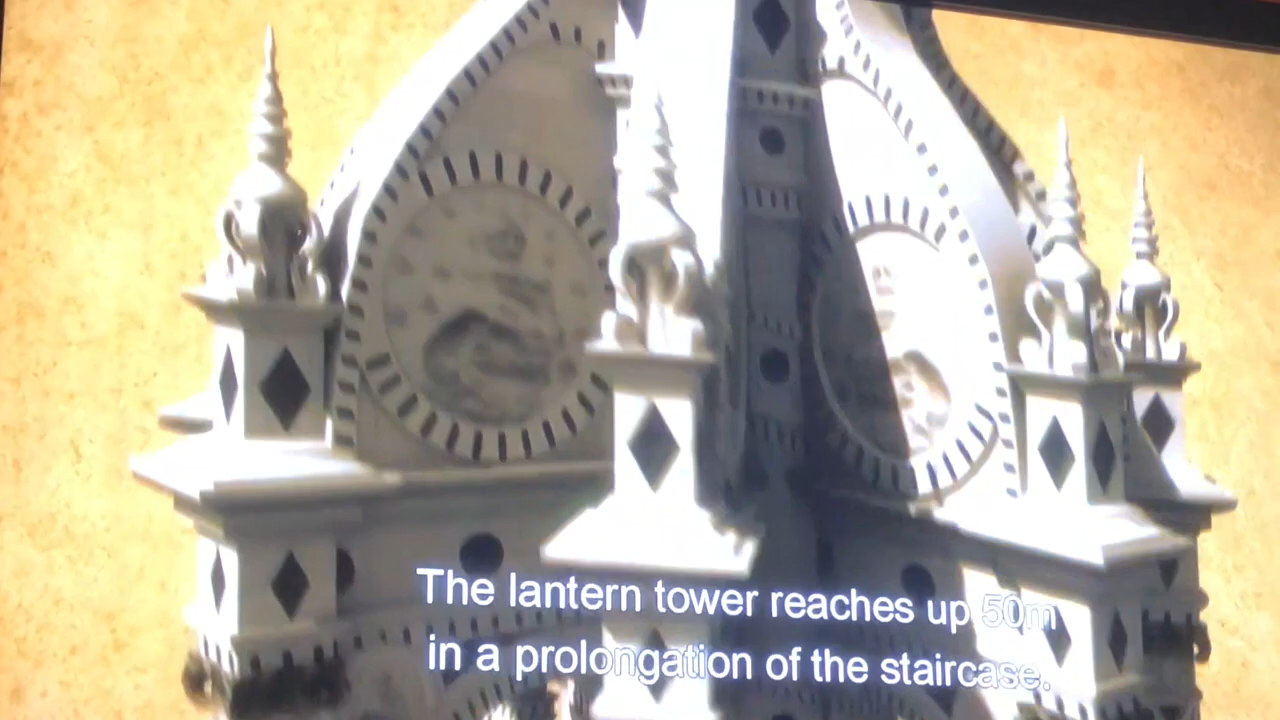 The lantern tower reaches up 50m
in a prolongation of the staircase.